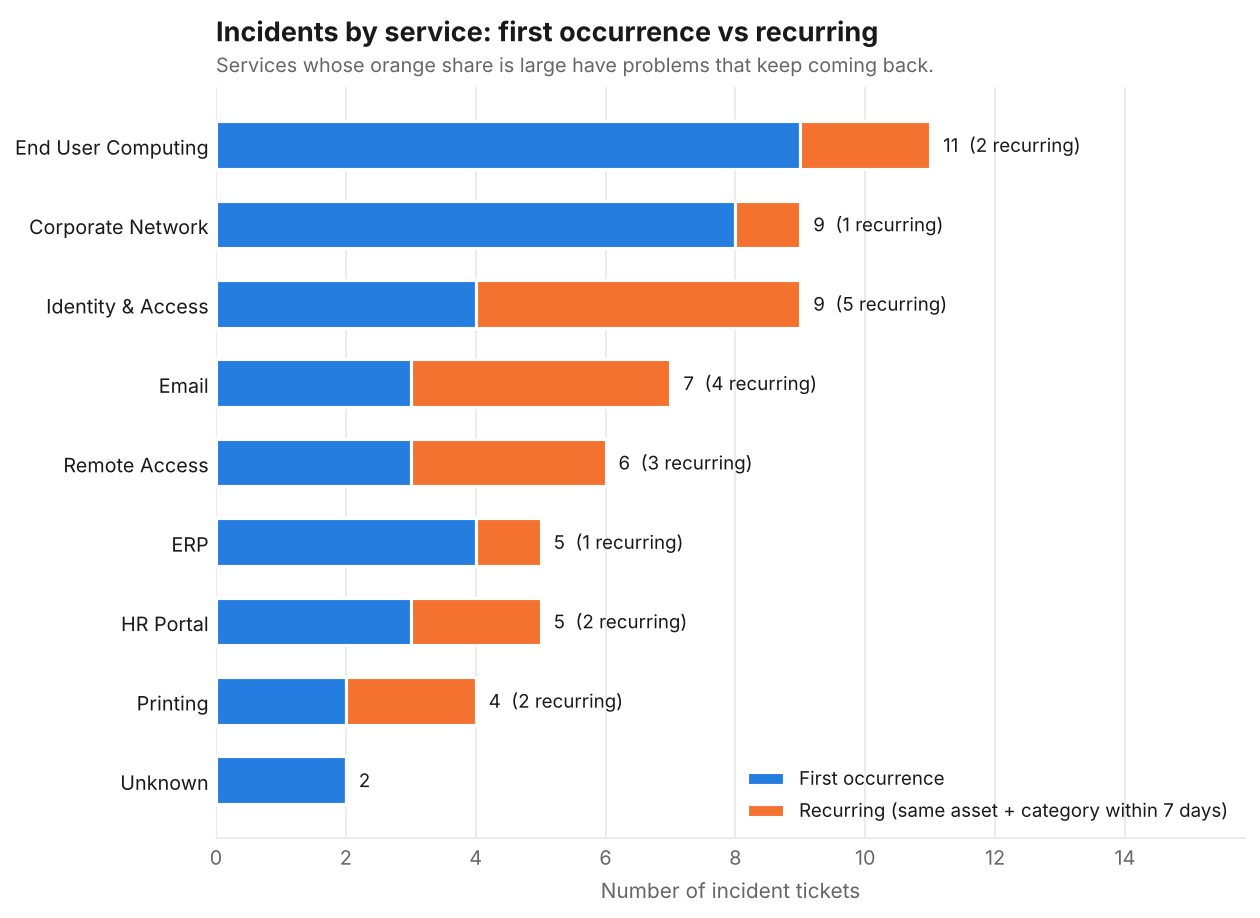 Incidents by service: first occurrence vs recurring
Services whose orange share is large have problems that keep coming back.
End User Computing 11 (2 recurring)
Corporate Network 9 (1 recurring)
Identity & Access 9 (5 recurring)
Email 7 (4 recurring)
Remote Access 6 (3 recurring)
ERP 5 (1 recurring)
HR Portal 5 (2 recurring)
Printing 4 (2 recurring)
Unknown 2
First occurrence
Recurring (same asset + category within 7 days)
0 2 4 6 8 10 12 14
Number of incident tickets